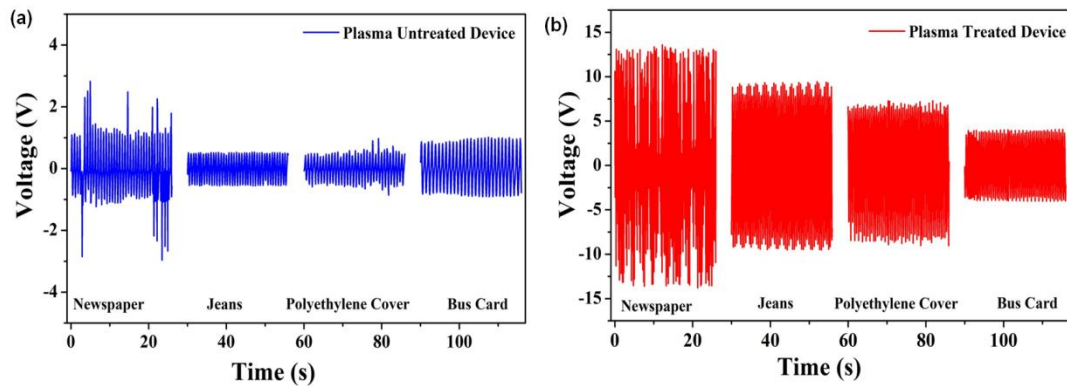 (a)
Plasma Untreated Device
Voltage (V)
4
2
0
-2
-4
Newspaper Jeans Polyethylene Cover Bus Card
0 20 40 60 80 100
Time (s)
(b)
Plasma Treated Device
Voltage (V)
15
10
5
0
-5
-10
-15
Newspaper Jeans Polyethylene Cover Bus Card
0 20 40 60 80 100
Time (s)